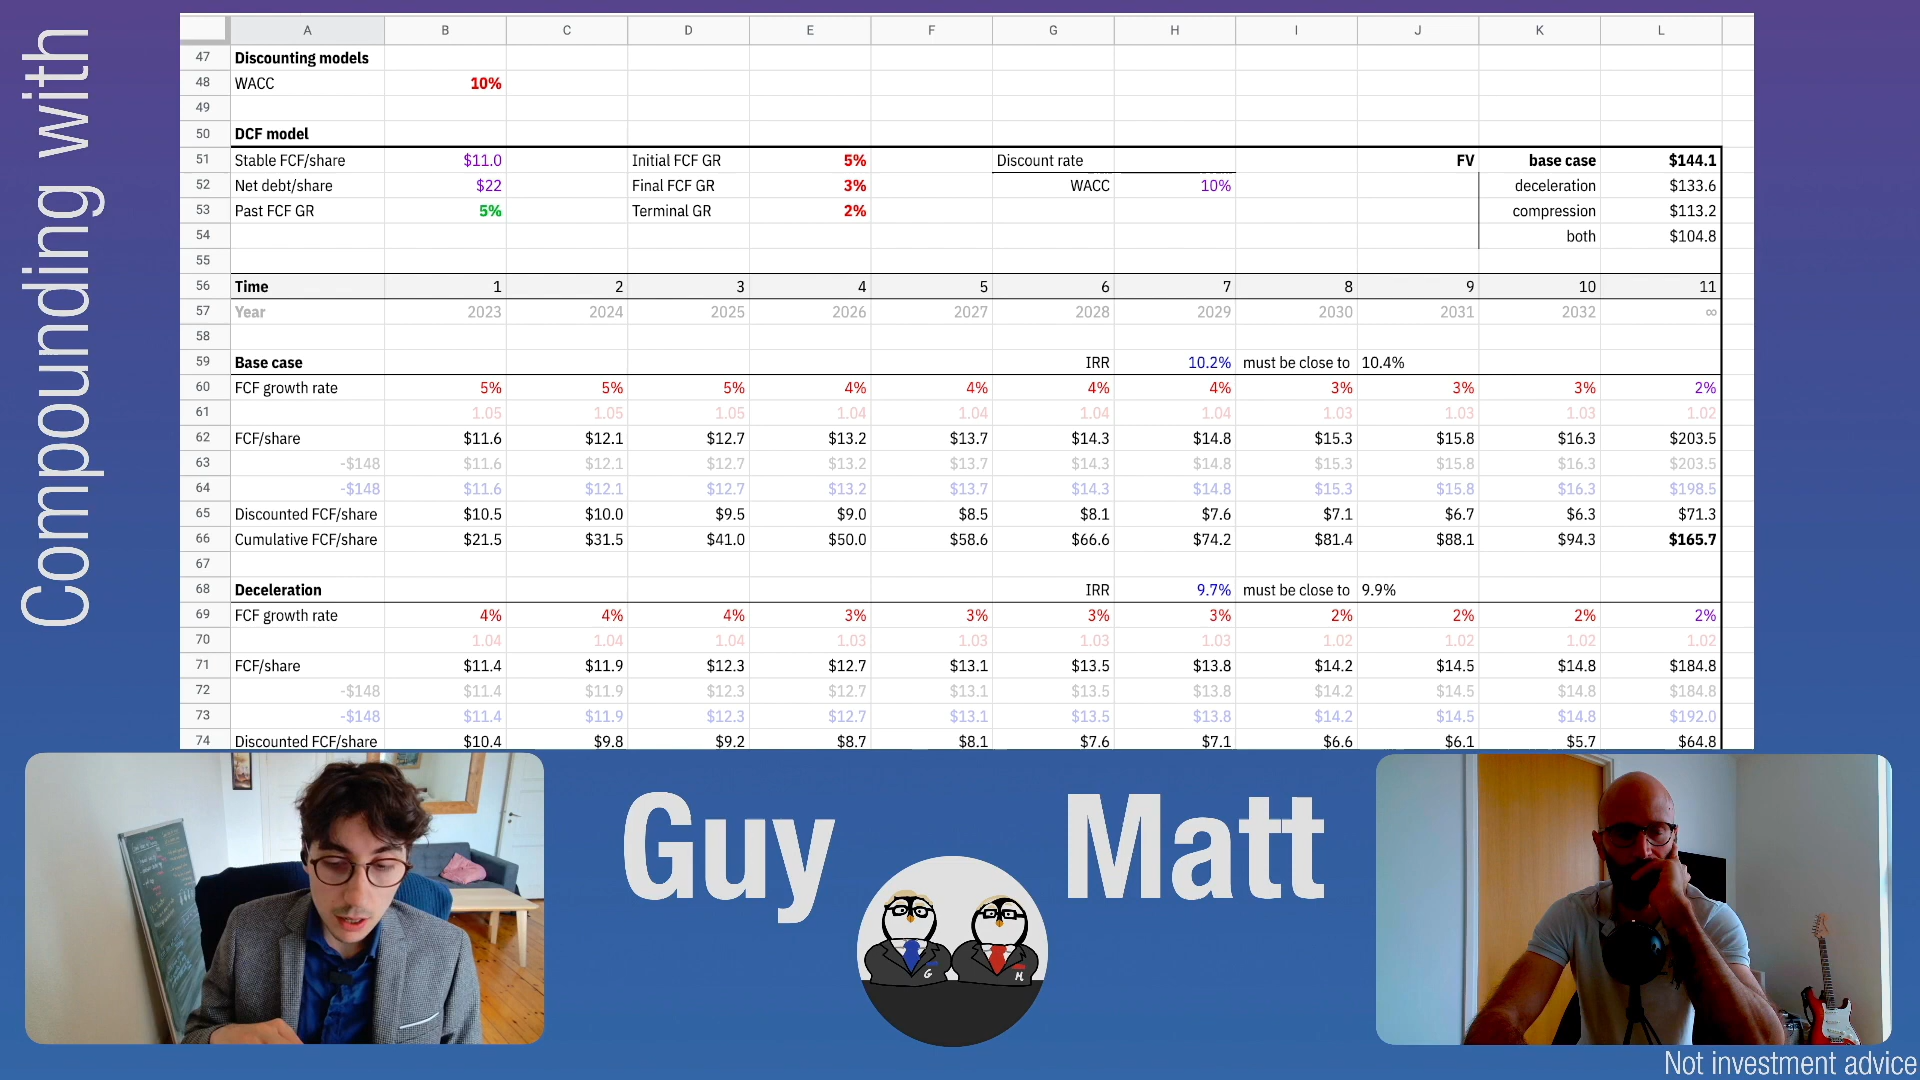 Compounding with
A B C D E F G H I J K L
47 Discounting models
48 WACC 10%
49
50 DCF model
51 Stable FCF/share $11.0 Initial FCF GR 5% Discount rate FV base case $144.1
52 Net debt/share $22 Final FCF GR 3% WACC 10% deceleration $133.6
53 Past FCF GR 5% Terminal GR 2% compression $113.2
54 both $104.8
55
56 Time 1 2 3 4 5 6 7 8 9 10 11
57 Year 2023 2024 2025 2026 2027 2028 2029 2030 2031 2032 ∞
58
59 Base case IRR 10.2% must be close to 10.4%
60 FCF growth rate 5% 5% 5% 4% 4% 4% 4% 3% 3% 3% 2%
61 1.05 1.05 1.05 1.04 1.04 1.04 1.04 1.03 1.03 1.03 1.02
62 FCF/share $11.6 $12.1 $12.7 $13.2 $13.7 $14.3 $14.8 $15.3 $15.8 $16.3 $203.5
63 -$148 $11.6 $12.1 $12.7 $13.2 $13.7 $14.3 $14.8 $15.3 $15.8 $16.3 $203.5
64 -$148 $11.6 $12.1 $12.7 $13.2 $13.7 $14.3 $14.8 $15.3 $15.8 $16.3 $198.5
65 Discounted FCF/share $10.5 $10.0 $9.5 $9.0 $8.5 $8.1 $7.6 $7.1 $6.7 $6.3 $71.3
66 Cumulative FCF/share $21.5 $31.5 $41.0 $50.0 $58.6 $66.6 $74.2 $81.4 $88.1 $94.3 $165.7
67
68 Deceleration IRR 9.7% must be close to 9.9%
69 FCF growth rate 4% 4% 4% 3% 3% 3% 3% 2% 2% 2% 2%
70 1.04 1.04 1.04 1.03 1.03 1.03 1.03 1.02 1.02 1.02 1.02
71 FCF/share $11.4 $11.9 $12.3 $12.7 $13.1 $13.5 $13.8 $14.2 $14.5 $14.8 $184.8
72 -$148 $11.4 $11.9 $12.3 $12.7 $13.1 $13.5 $13.8 $14.2 $14.5 $14.8 $184.8
73 -$148 $11.4 $11.9 $12.3 $12.7 $13.1 $13.5 $13.8 $14.2 $14.5 $14.8 $192.0
74 Discounted FCF/share $10.4 $9.8 $9.2 $8.7 $8.1 $7.6 $7.1 $6.6 $6.1 $5.7 $64.8
Guy Matt
G M
Not investment advice